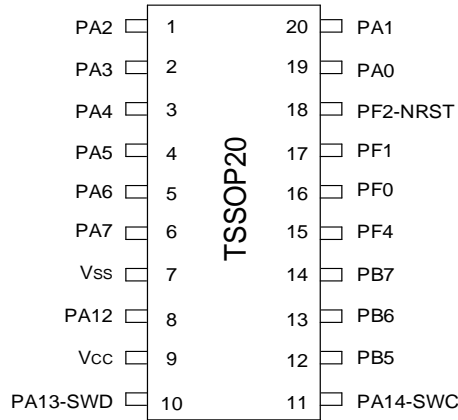 PA2 1 20 PA1
PA3 2 19 PA0
PA4 3 18 PF2-NRST
PA5 4 17 PF1
PA6 5 16 PF0
PA7 6 15 PF4
Vss 7 14 PB7
PA12 8 13 PB6
Vcc 9 12 PB5
PA13-SWD 10 11 PA14-SWC
TSSOP20